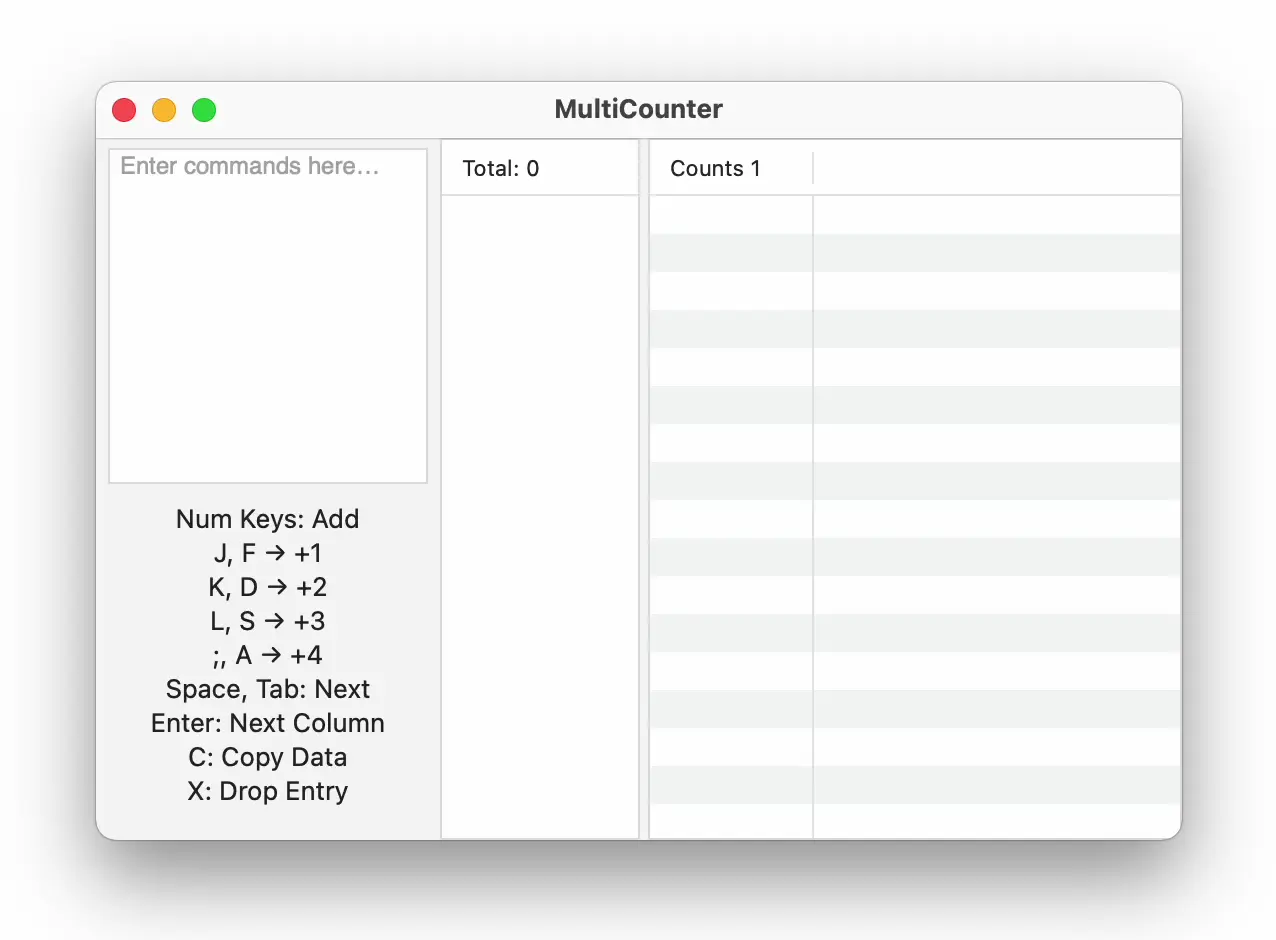 MultiCounter
Enter commands here...
Total: 0
Counts 1
Num Keys: Add
J, F → +1
K, D → +2
L, S → +3
;, A → +4
Space, Tab: Next
Enter: Next Column
C: Copy Data
X: Drop Entry